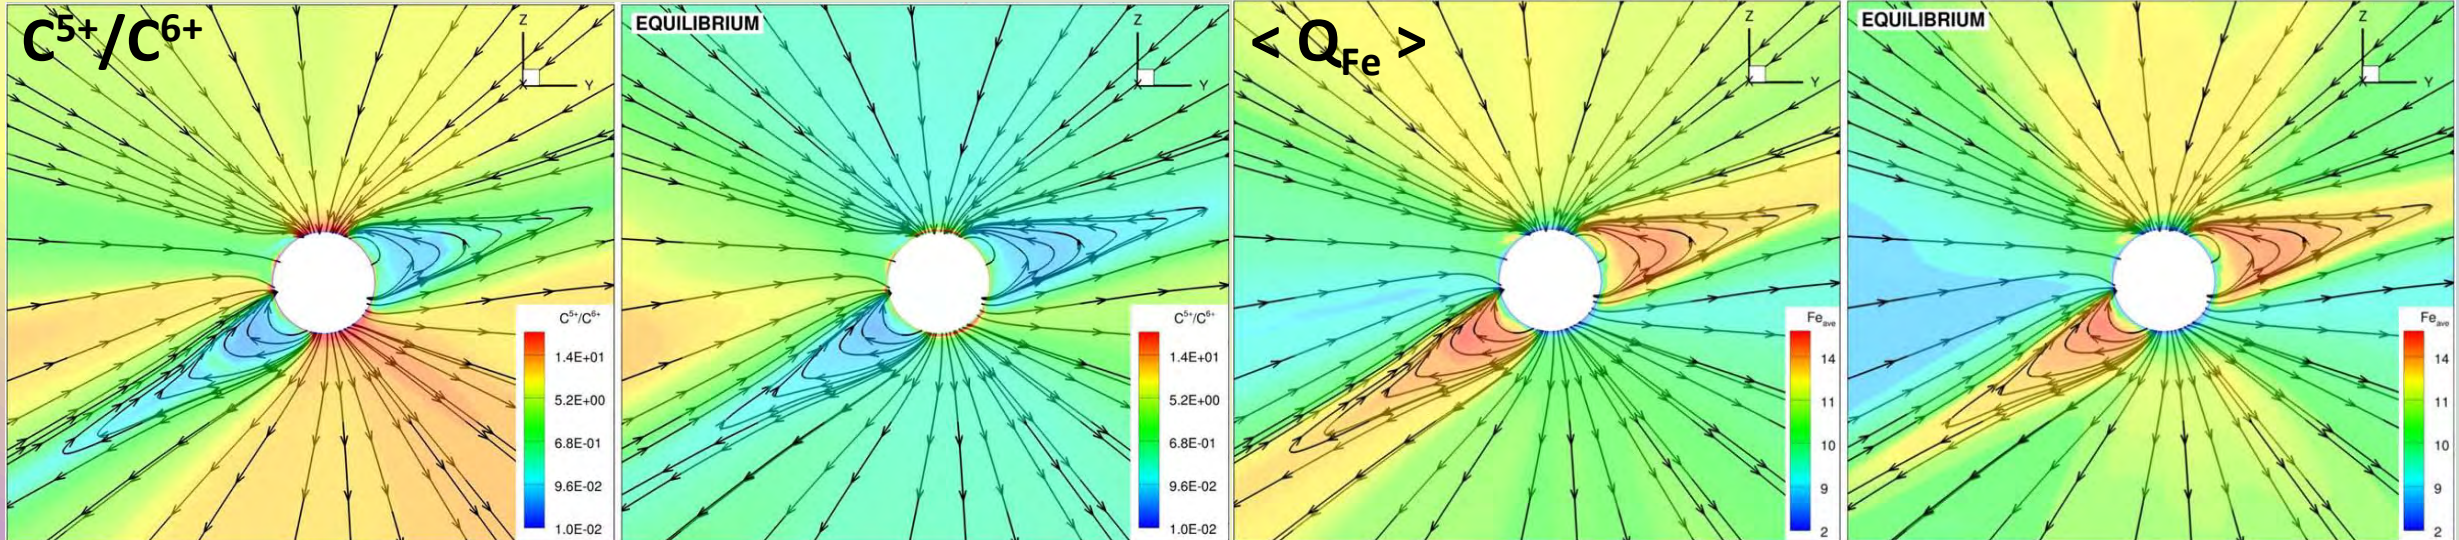 C5+/C6+
Z
Y
X
C5+/C6+
1.4E+01
5.2E+00
6.8E-01
9.6E-02
1.0E-02
EQUILIBRIUM
Z
Y
X
C5+/C6+
1.4E+01
5.2E+00
6.8E-01
9.6E-02
1.0E-02
< QFe >
Z
Y
X
Feave
14
11
10
9
2
EQUILIBRIUM
Z
Y
X
Feave
14
11
10
9
2